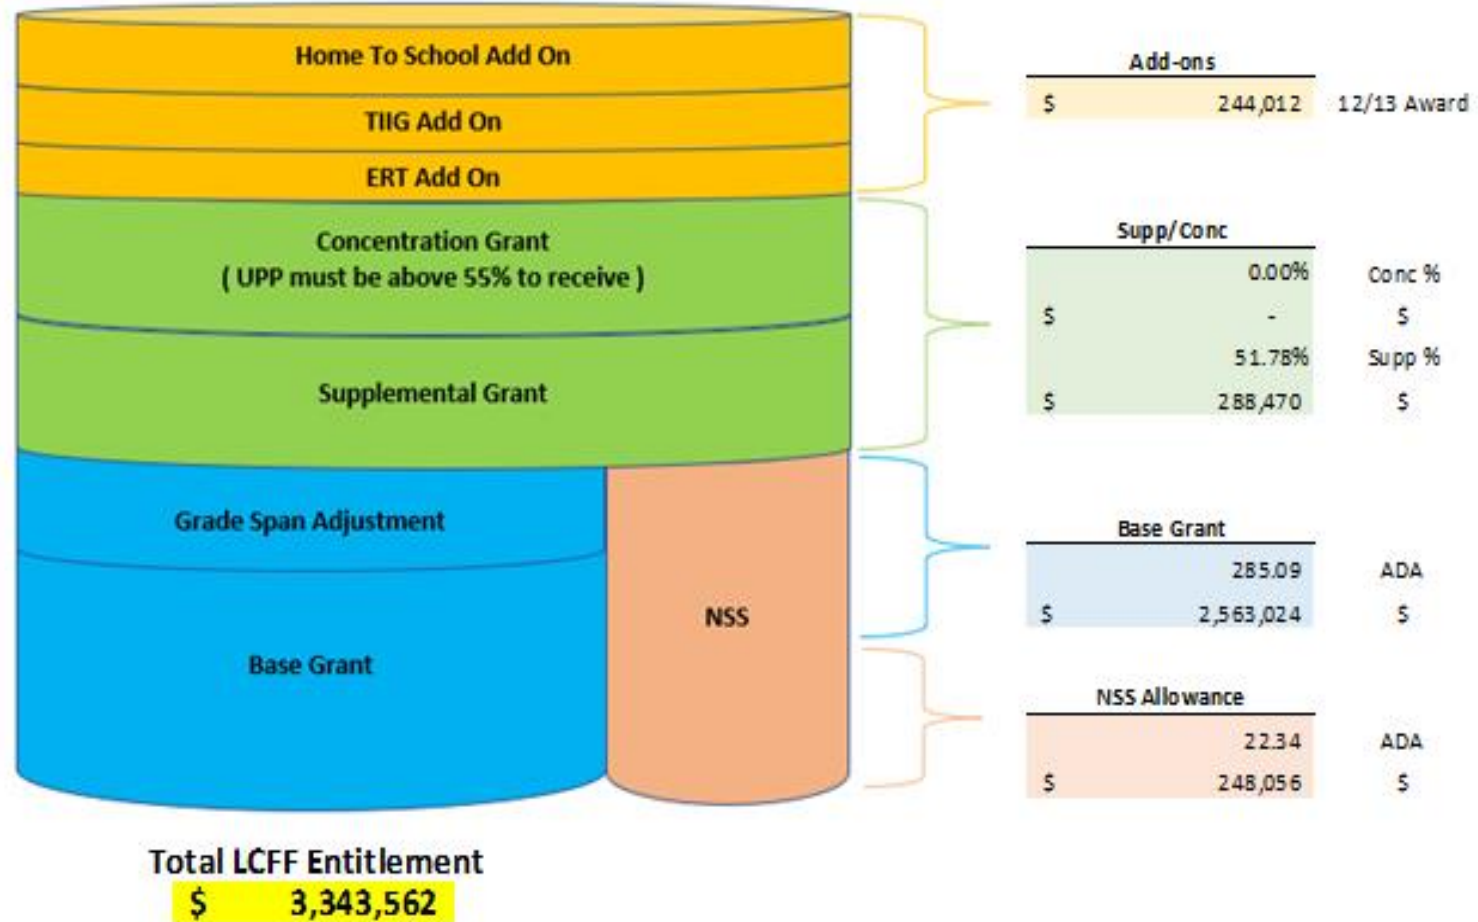 Home To School Add On
TIIG Add On
ERT Add On
Concentration Grant
( UPP must be above 55% to receive )
Supplemental Grant
Grade Span Adjustment
Base Grant
NSS
Total LCFF Entitlement
$ 3,343,562
Add-ons
$ 244,012 12/13 Award
Supp/Conc
0.00% Conc %
$ - $
51.78% Supp %
$ 288,470 $
Base Grant
285.09 ADA
$ 2,563,024 $
NSS Allowance
22.34 ADA
$ 248,056 $